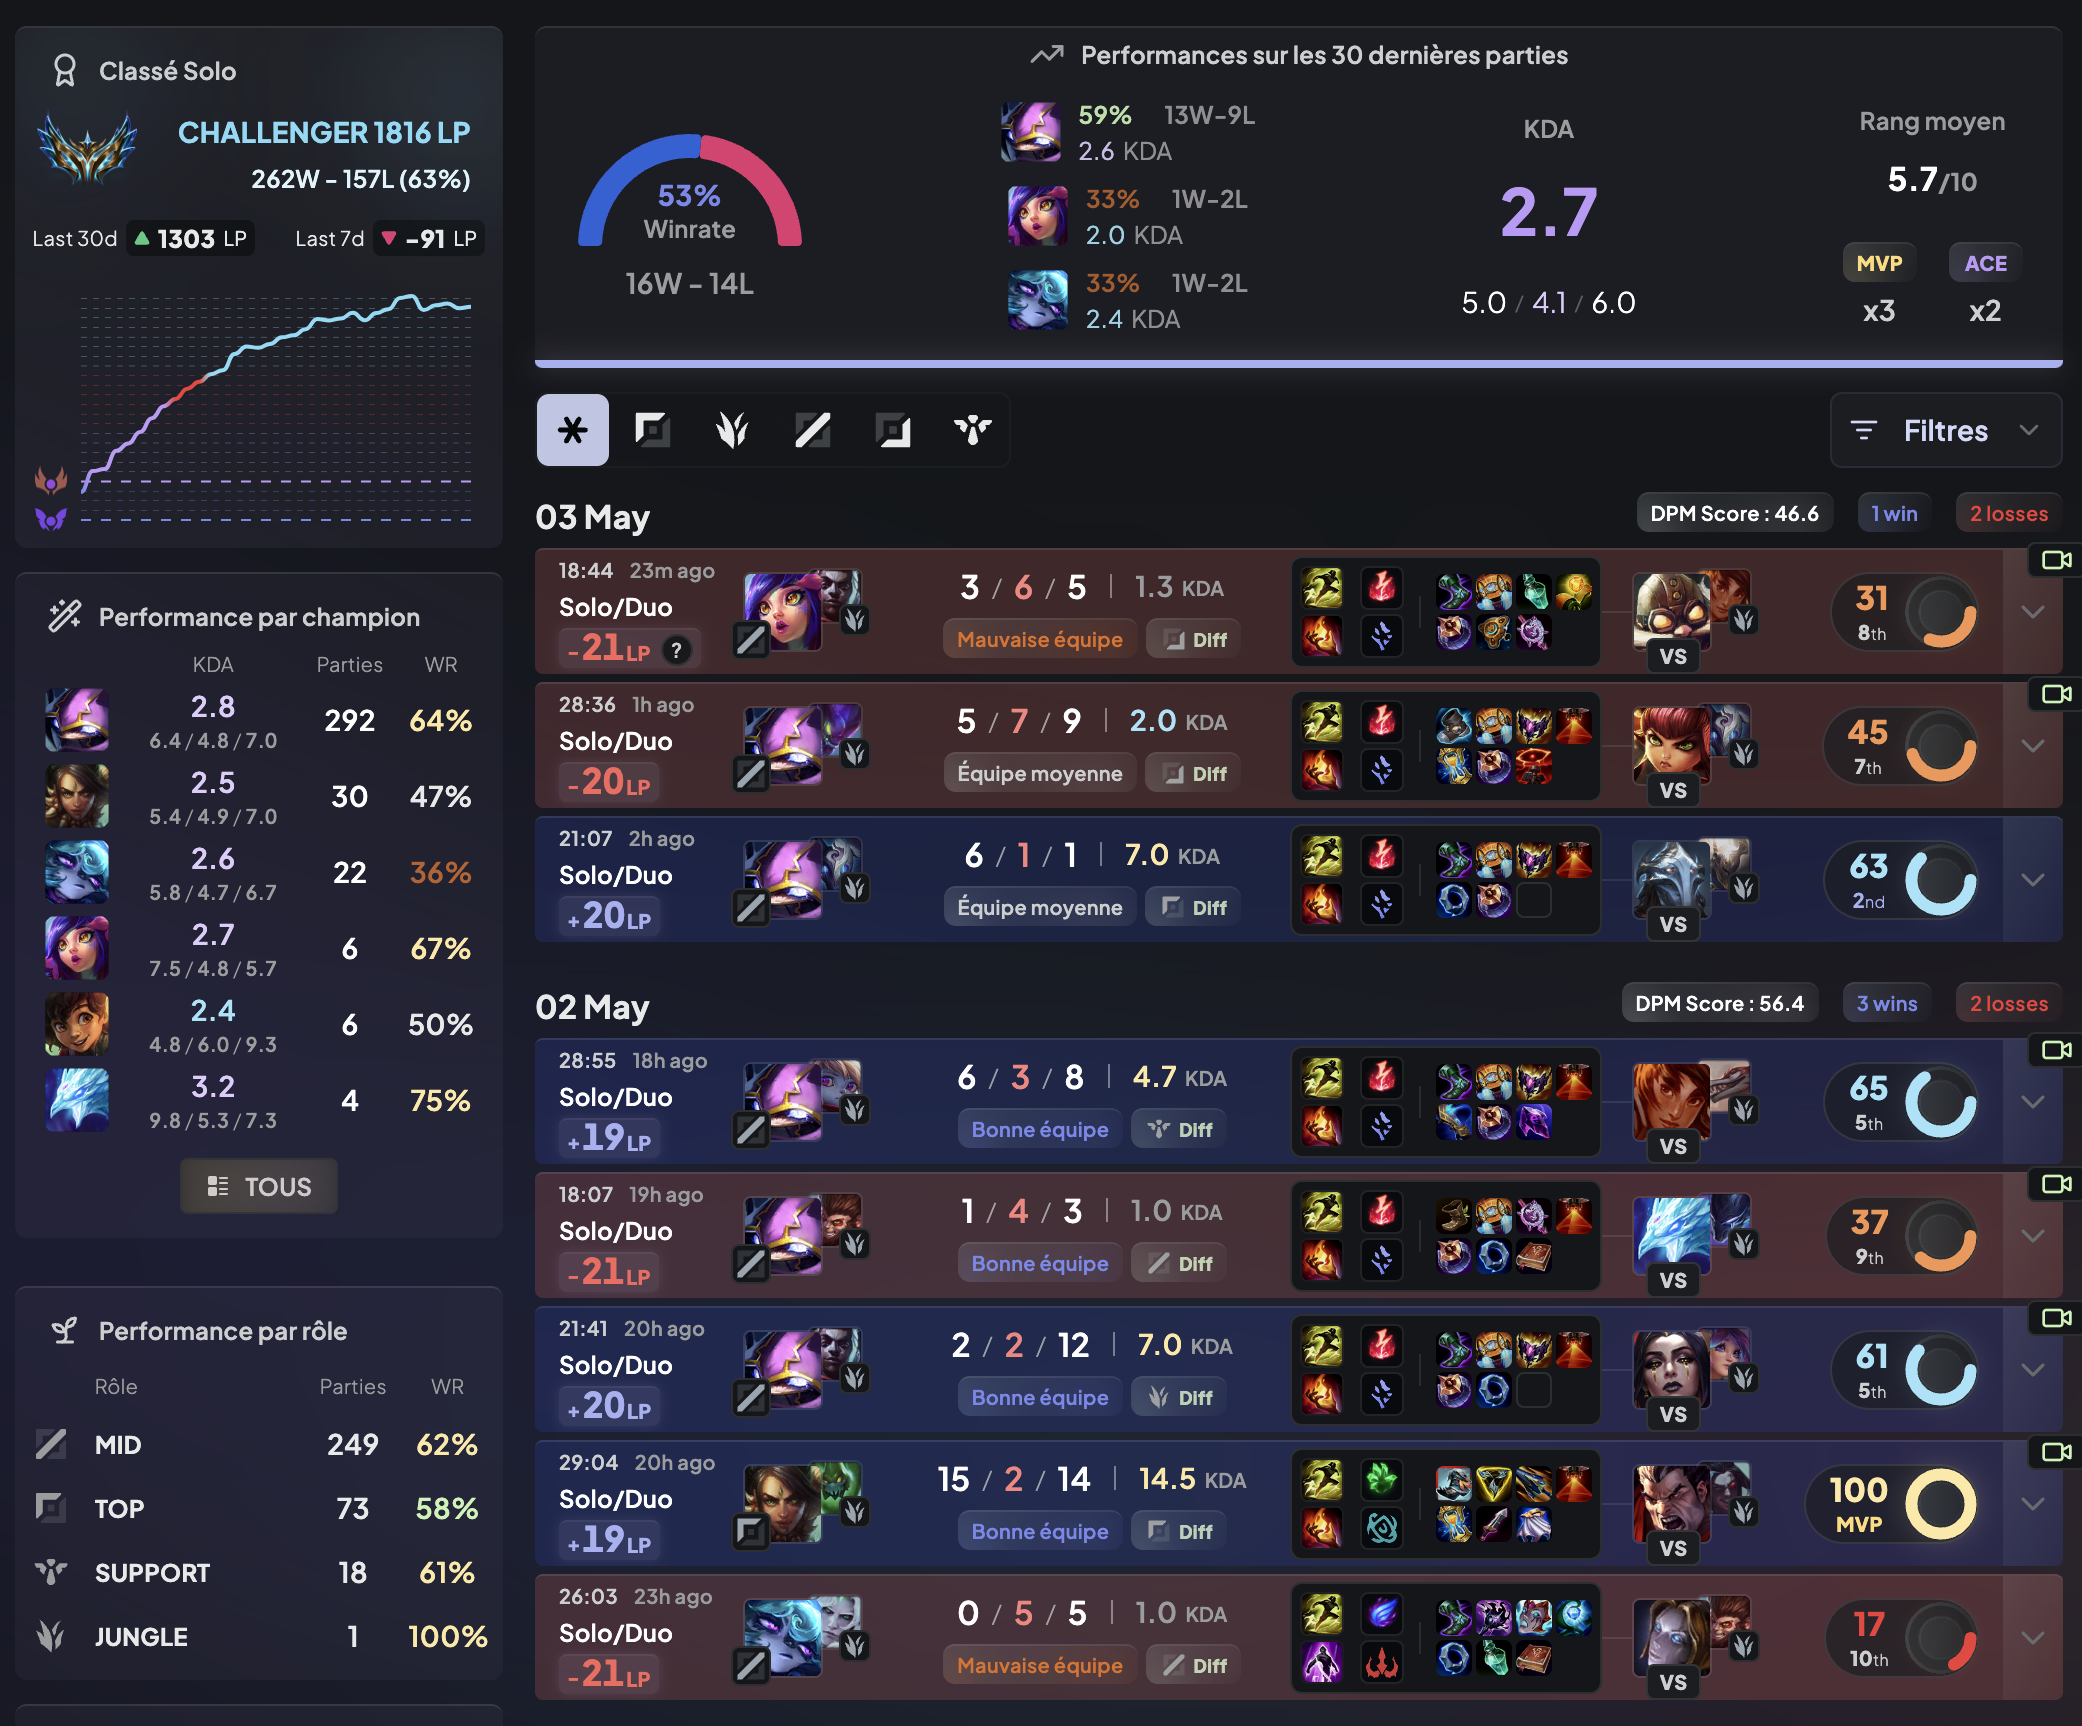 Classé Solo
CHALLENGER 1816 LP
262W - 157L (63%)
Last 30d 1303 LP Last 7d -91 LP
Performance par champion
KDA Parties WR
2.8 292 64%
6.4 / 4.8 / 7.0
2.5 30 47%
5.4 / 4.9 / 7.0
2.6 22 36%
5.8 / 4.7 / 6.7
2.7 6 67%
7.5 / 4.8 / 5.7
2.4 6 50%
4.8 / 6.0 / 9.3
3.2 4 75%
9.8 / 5.3 / 7.3
TOUS
Performance par rôle
Rôle Parties WR
MID 249 62%
TOP 73 58%
SUPPORT 18 61%
JUNGLE 1 100%
Performances sur les 30 dernières parties
53%
Winrate
16W - 14L
59% 13W-9L
2.6 KDA
33% 1W-2L
2.0 KDA
33% 1W-2L
2.4 KDA
KDA
2.7
5.0 / 4.1 / 6.0
Rang moyen
5.7/10
MVP ACE
x3 x2
Filtres
03 May DPM Score : 46.6 1 win 2 losses
18:44 23m ago
Solo/Duo
-21 LP ?
3 / 6 / 5 | 1.3 KDA
Mauvaise équipe Diff
VS
31
8th
28:36 1h ago
Solo/Duo
-20 LP
5 / 7 / 9 | 2.0 KDA
Équipe moyenne Diff
VS
45
7th
21:07 2h ago
Solo/Duo
+20 LP
6 / 1 / 1 | 7.0 KDA
Équipe moyenne Diff
VS
63
2nd
02 May DPM Score : 56.4 3 wins 2 losses
28:55 18h ago
Solo/Duo
+19 LP
6 / 3 / 8 | 4.7 KDA
Bonne équipe Diff
VS
65
5th
18:07 19h ago
Solo/Duo
-21 LP
1 / 4 / 3 | 1.0 KDA
Bonne équipe Diff
VS
37
9th
21:41 20h ago
Solo/Duo
+20 LP
2 / 2 / 12 | 7.0 KDA
Bonne équipe Diff
VS
61
5th
29:04 20h ago
Solo/Duo
+19 LP
15 / 2 / 14 | 14.5 KDA
Bonne équipe Diff
VS
100
MVP
26:03 23h ago
Solo/Duo
-21 LP
0 / 5 / 5 | 1.0 KDA
Mauvaise équipe Diff
VS
17
10th